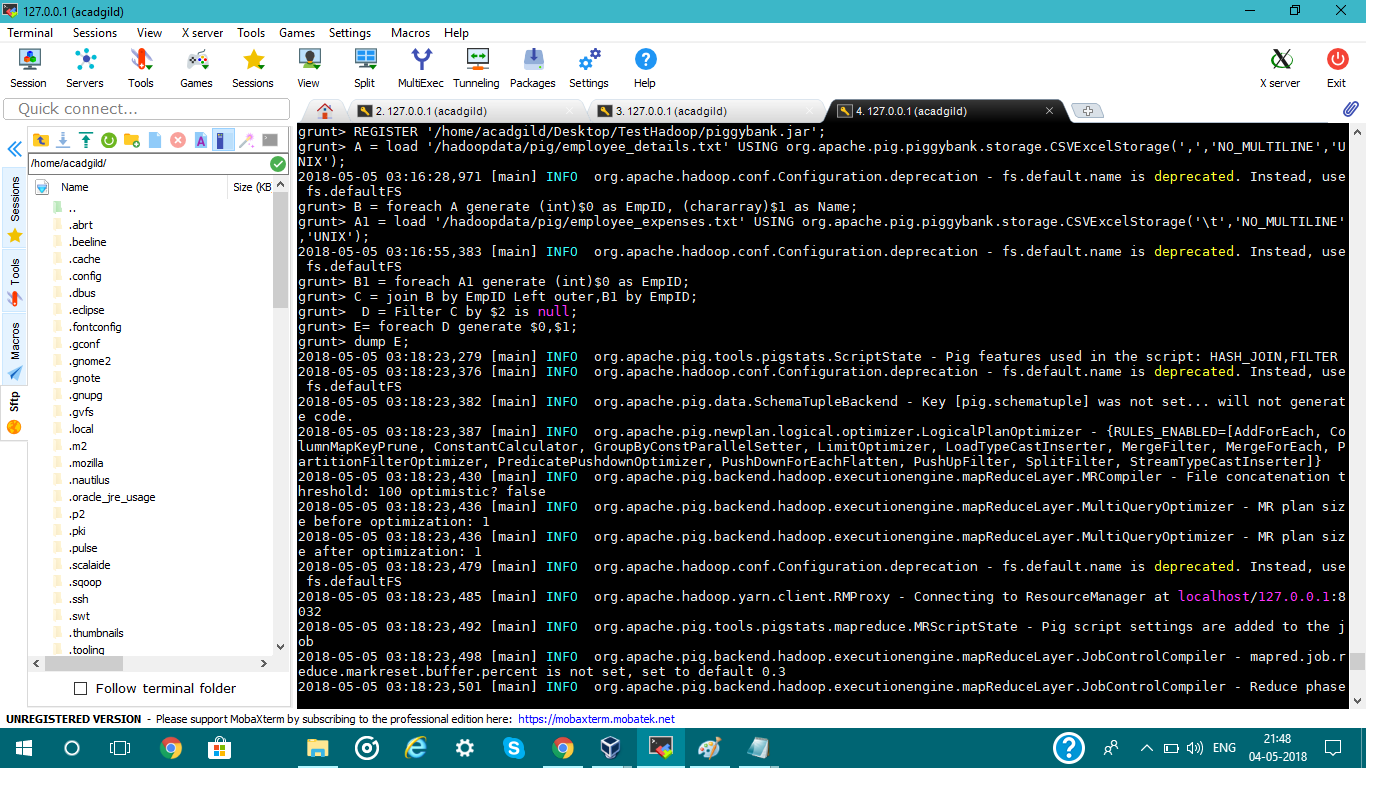 127.0.0.1 (acadgild)
Terminal Sessions View X server Tools Games Settings Macros Help
Session Servers Tools Games Sessions View Split MultiExec Tunneling Packages Settings Help X server Exit
Quick connect...
2. 127.0.0.1 (acadgild) 3. 127.0.0.1 (acadgild) 4. 127.0.0.1 (acadgild)
/home/acadgild/
Name Size (KB
..
.abrt
.beeline
.cache
.config
.dbus
.eclipse
.fontconfig
.gconf
.gnome2
.gnote
.gnupg
.gvfs
.local
.m2
.mozilla
.nautilus
.oracle_jre_usage
.p2
.pki
.pulse
.scalaide
.sqoop
.ssh
.swt
.thumbnails
.tooling
Sessions
Tools
Macros
Sftp
Follow terminal folder
grunt> REGISTER '/home/acadgild/Desktop/TestHadoop/piggybank.jar';
grunt> A = load '/hadoopdata/pig/employee_details.txt' USING org.apache.pig.piggybank.storage.CSVExcelStorage(',','NO_MULTILINE','U
NIX');
2018-05-05 03:16:28,971 [main] INFO  org.apache.hadoop.conf.Configuration.deprecation - fs.default.name is deprecated. Instead, use
 fs.defaultFS
grunt> B = foreach A generate (int)$0 as EmpID, (chararray)$1 as Name;
grunt> A1 = load '/hadoopdata/pig/employee_expenses.txt' USING org.apache.pig.piggybank.storage.CSVExcelStorage('\t','NO_MULTILINE'
,'UNIX');
2018-05-05 03:16:55,383 [main] INFO  org.apache.hadoop.conf.Configuration.deprecation - fs.default.name is deprecated. Instead, use
 fs.defaultFS
grunt> B1 = foreach A1 generate (int)$0 as EmpID;
grunt> C = join B by EmpID Left outer,B1 by EmpID;
grunt>  D = Filter C by $2 is null;
grunt> E= foreach D generate $0,$1;
grunt> dump E;
2018-05-05 03:18:23,279 [main] INFO  org.apache.pig.tools.pigstats.ScriptState - Pig features used in the script: HASH_JOIN,FILTER
2018-05-05 03:18:23,376 [main] INFO  org.apache.hadoop.conf.Configuration.deprecation - fs.default.name is deprecated. Instead, use
 fs.defaultFS
2018-05-05 03:18:23,382 [main] INFO  org.apache.pig.data.SchemaTupleBackend - Key [pig.schematuple] was not set... will not generat
e code.
2018-05-05 03:18:23,387 [main] INFO  org.apache.pig.newplan.logical.optimizer.LogicalPlanOptimizer - {RULES_ENABLED=[AddForEach, Co
lumnMapKeyPrune, ConstantCalculator, GroupByConstParallelSetter, LimitOptimizer, LoadTypeCastInserter, MergeFilter, MergeForEach, P
artitionFilterOptimizer, PredicatePushdownOptimizer, PushDownForEachFlatten, PushUpFilter, SplitFilter, StreamTypeCastInserter]}
2018-05-05 03:18:23,430 [main] INFO  org.apache.pig.backend.hadoop.executionengine.mapReduceLayer.MRCompiler - File concatenation t
hreshold: 100 optimistic? false
2018-05-05 03:18:23,436 [main] INFO  org.apache.pig.backend.hadoop.executionengine.mapReduceLayer.MultiQueryOptimizer - MR plan siz
e before optimization: 1
2018-05-05 03:18:23,436 [main] INFO  org.apache.pig.backend.hadoop.executionengine.mapReduceLayer.MultiQueryOptimizer - MR plan siz
e after optimization: 1
2018-05-05 03:18:23,479 [main] INFO  org.apache.hadoop.conf.Configuration.deprecation - fs.default.name is deprecated. Instead, use
 fs.defaultFS
2018-05-05 03:18:23,485 [main] INFO  org.apache.hadoop.yarn.client.RMProxy - Connecting to ResourceManager at localhost/127.0.0.1:8
032
2018-05-05 03:18:23,492 [main] INFO  org.apache.pig.tools.pigstats.mapreduce.MRScriptState - Pig script settings are added to the j
ob
2018-05-05 03:18:23,498 [main] INFO  org.apache.pig.backend.hadoop.executionengine.mapReduceLayer.JobControlCompiler - mapred.job.r
educe.markreset.buffer.percent is not set, set to default 0.3
2018-05-05 03:18:23,501 [main] INFO  org.apache.pig.backend.hadoop.executionengine.mapReduceLayer.JobControlCompiler - Reduce phase
UNREGISTERED VERSION - Please support MobaXterm by subscribing to the professional edition here: https://mobaxterm.mobatek.net
ENG
21:48
04-05-2018